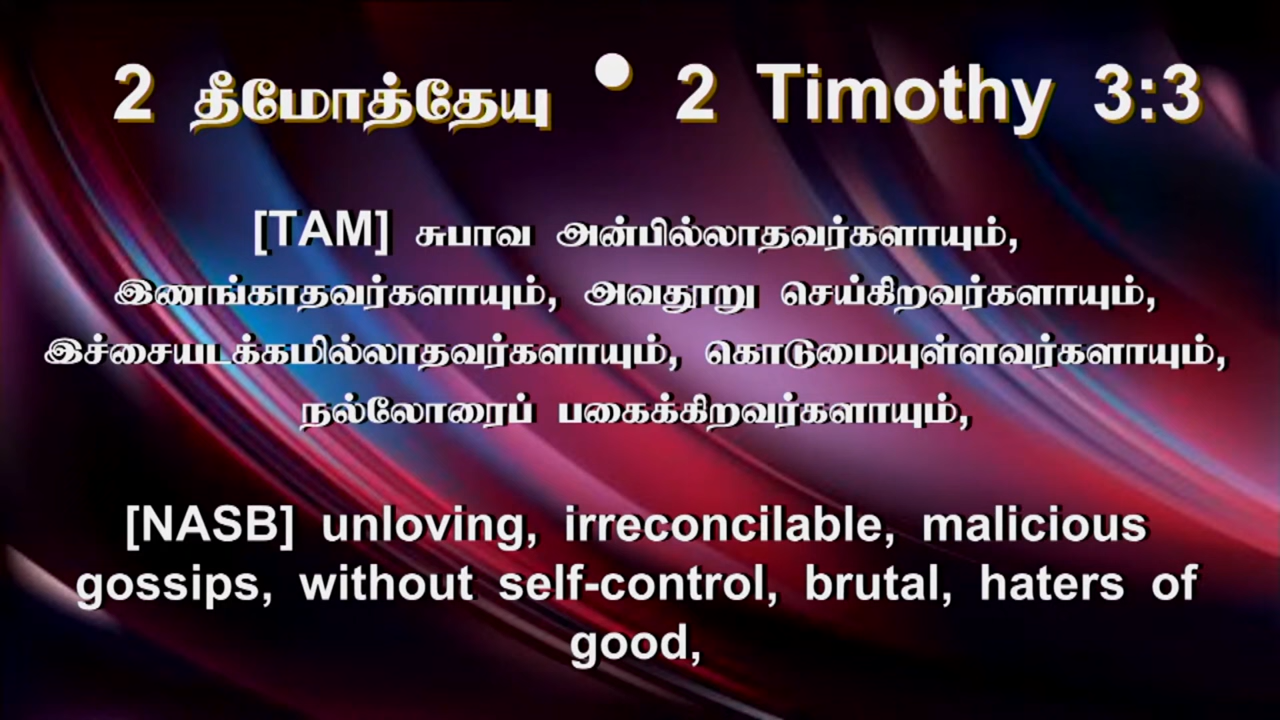 2 தீமோத்தேயு • 2 Timothy 3:3
[TAM] சுபாவ அன்பில்லாதவர்களாயும்,
இணங்காதவர்களாயும், அவதூறு செய்கிறவர்களாயும்,
இச்சையடக்கமில்லாதவர்களாயும், கொடுமையுள்ளவர்களாயும்,
நல்லோரைப் பகைக்கிறவர்களாயும்,
[NASB] unloving, irreconcilable, malicious
gossips, without self-control, brutal, haters of
good,